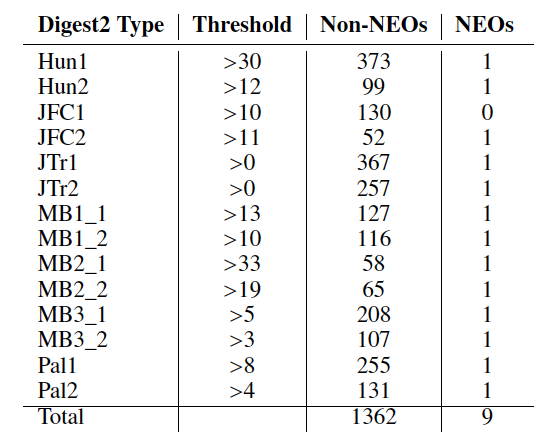 Digest2 Type Threshold Non-NEOs NEOs
Hun1 >30 373 1
Hun2 >12 99 1
JFC1 >10 130 0
JFC2 >11 52 1
JTr1 >0 367 1
JTr2 >0 257 1
MB1_1 >13 127 1
MB1_2 >10 116 1
MB2_1 >33 58 1
MB2_2 >19 65 1
MB3_1 >5 208 1
MB3_2 >3 107 1
Pal1 >8 255 1
Pal2 >4 131 1
Total 1362 9